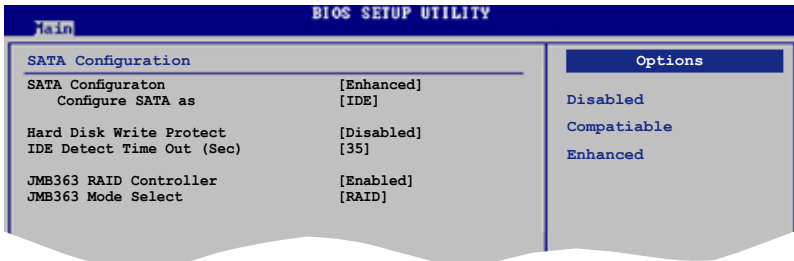 BIOS SETUP UTILITY
Main
SATA Configuration
SATA Configuraton [Enhanced]
Configure SATA as [IDE]
Hard Disk Write Protect [Disabled]
IDE Detect Time Out (Sec) [35]
JMB363 RAID Controller [Enabled]
JMB363 Mode Select [RAID]
Options
Disabled
Compatiable
Enhanced